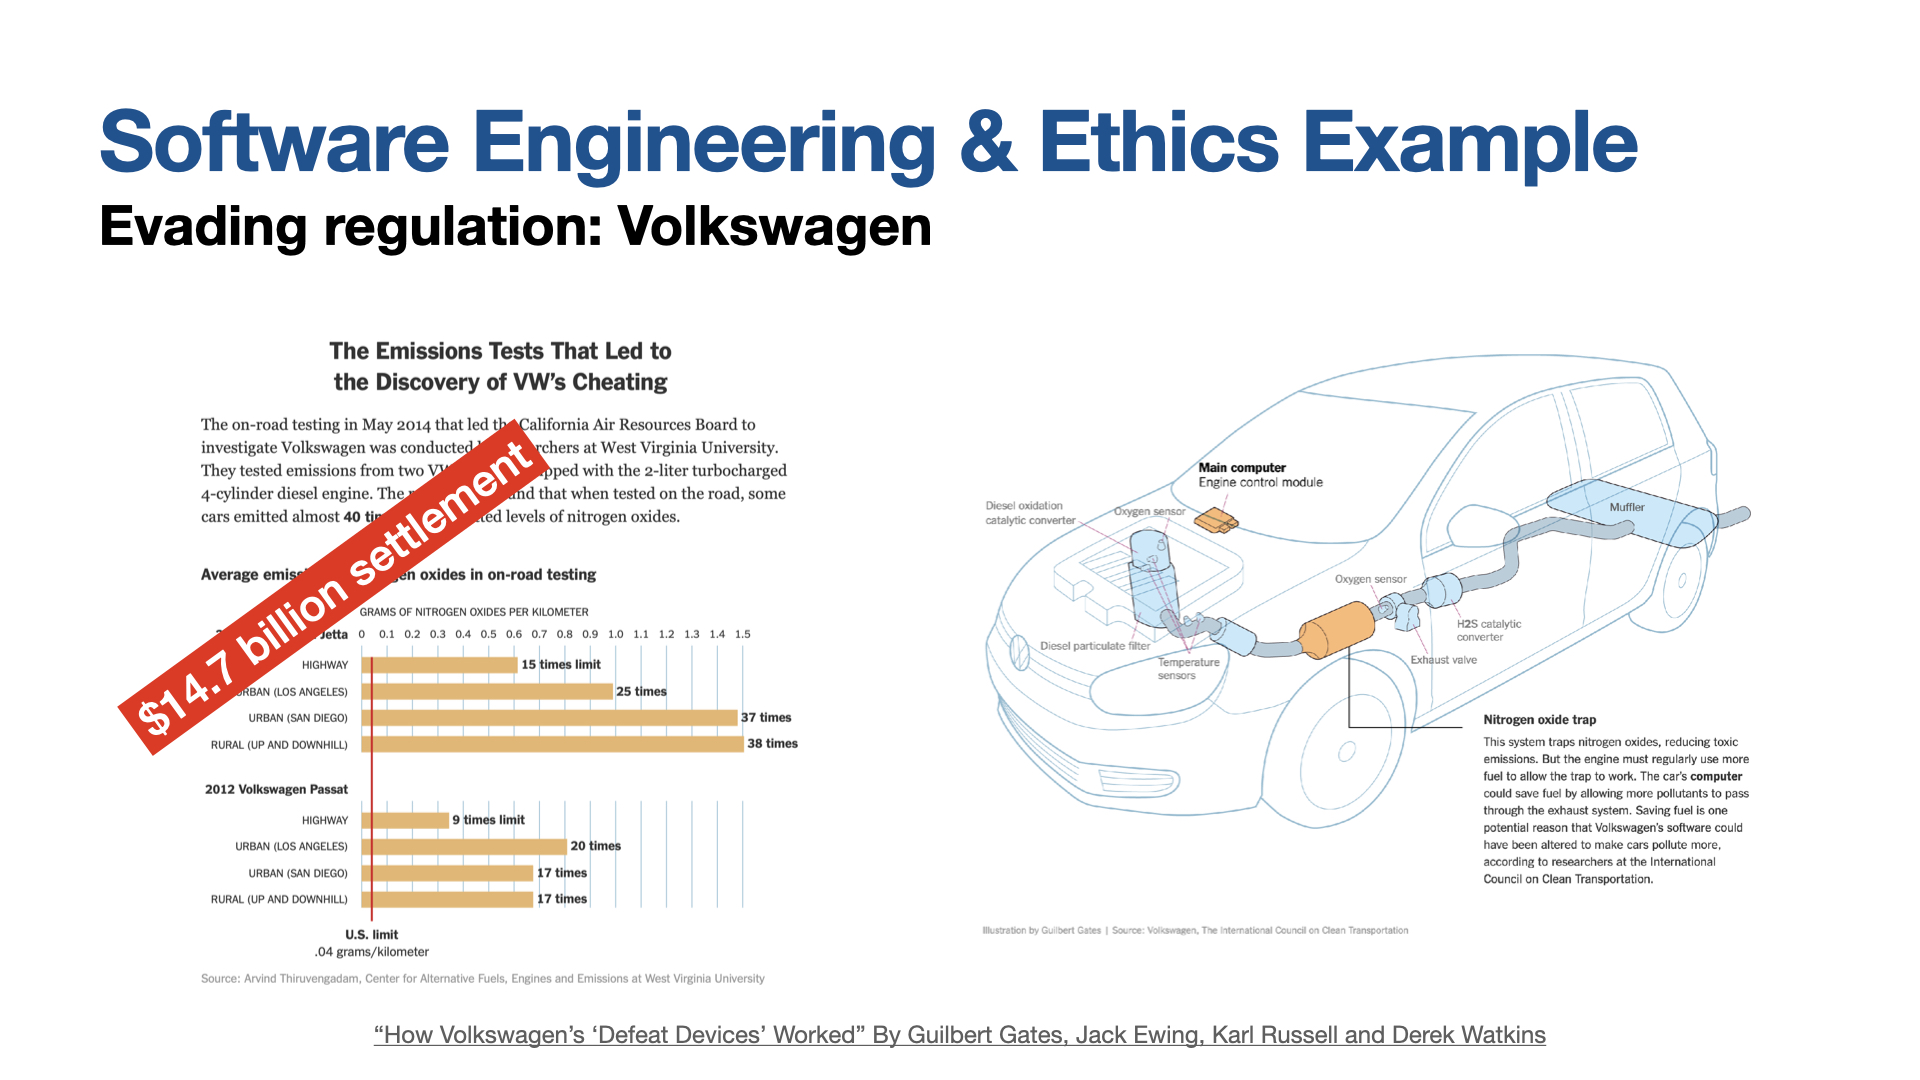 Software Engineering & Ethics Example
Evading regulation: Volkswagen
The Emissions Tests That Led to
the Discovery of VW’s Cheating
The on-road testing in May 2014 that led the California Air Resources Board to
investigate Volkswagen was conducted archers at West Virginia University.
They tested emissions from two VW pped with the 2-liter turbocharged
4-cylinder diesel engine. The nd that when tested on the road, some
cars emitted almost 40 ted levels of nitrogen oxides.
$14.7 billion settlement
Average oxides in on-road testing
GRAMS OF NITROGEN OXIDES PER KILOMETER
Jetta 0 0.1 0.2 0.3 0.4 0.5 0.6 0.7 0.8 0.9 1.0 1.1 1.2 1.3 1.4 1.5
HIGHWAY 15 times limit
URBAN (LOS ANGELES) 25 times
URBAN (SAN DIEGO) 37 times
RURAL (UP AND DOWNHILL) 38 times
2012 Volkswagen Passat
HIGHWAY 9 times limit
URBAN (LOS ANGELES) 20 times
URBAN (SAN DIEGO) 17 times
RURAL (UP AND DOWNHILL) 17 times
U.S. limit
.04 grams/kilometer
Source: Arvind Thiruvengadam, Center for Alternative Fuels, Engines and Emissions at West Virginia University
Main computer
Engine control module
Diesel oxidation
catalytic converter
Oxygen sensor
Muffler
Oxygen sensor
H2S catalytic
converter
Diesel particulate filter
Temperature
sensors
Exhaust valve
Nitrogen oxide trap
This system traps nitrogen oxides, reducing toxic
emissions. But the engine must regularly use more
fuel to allow the trap to work. The car’s computer
could save fuel by allowing more pollutants to pass
through the exhaust system. Saving fuel is one
potential reason that Volkswagen’s software could
have been altered to make cars pollute more,
according to researchers at the International
Council on Clean Transportation.
Illustration by Guilbert Gates | Source: Volkswagen, The International Council on Clean Transportation
“How Volkswagen’s ‘Defeat Devices’ Worked” By Guilbert Gates, Jack Ewing, Karl Russell and Derek Watkins